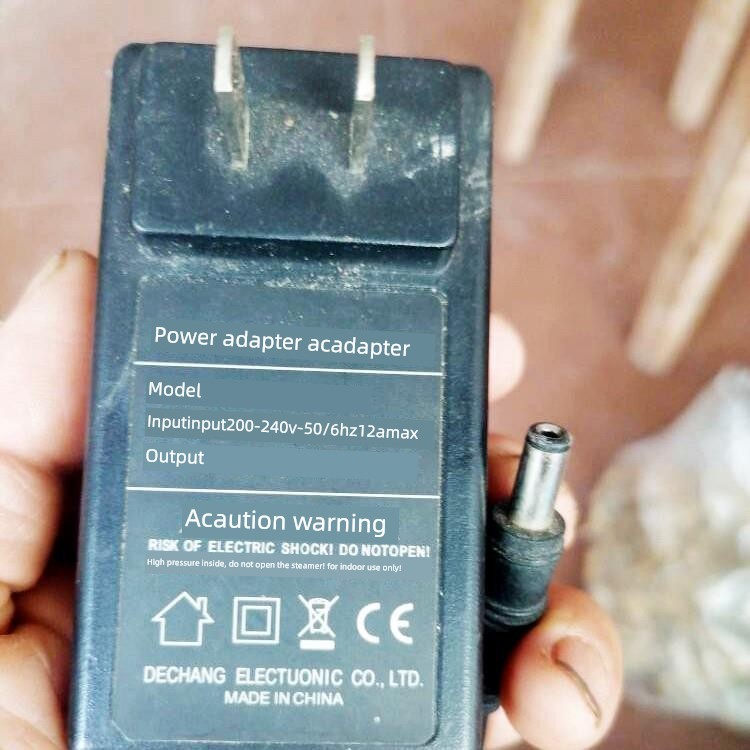 Power adapter acadapter
Model
Inputinput200-240v-50/6hz12amax
Output
Acaution warning
RISK OF ELECTRIC SHOCK! DO NOTOPEN!
High pressure Inside, do not open the steamer! for indoor use only!
CE
DECHANG ELECTUONIC CO., LTD.
MADE IN CHINA